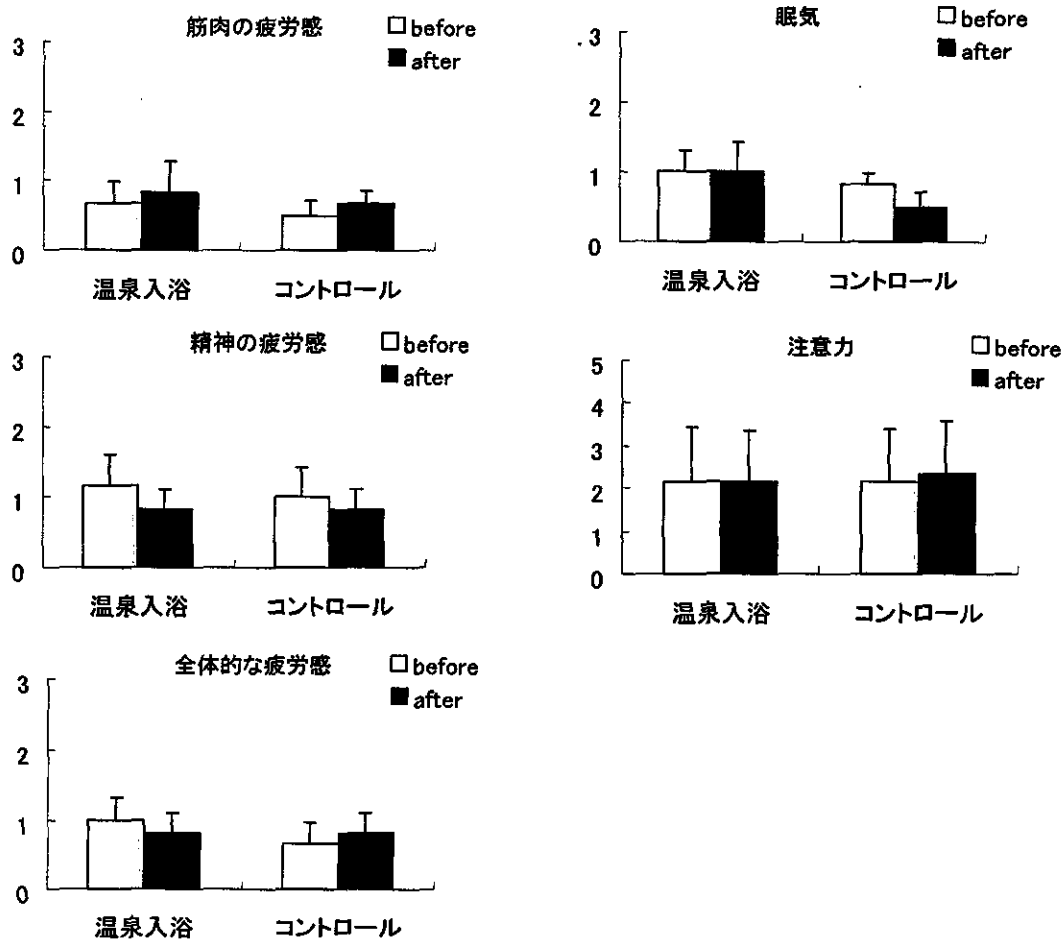 筋肉の疲労感
before
after
3
2
1
0
温泉入浴 コントロール
眠気
before
after
3
2
1
0
温泉入浴 コントロール
精神の疲労感
before
after
3
2
1
0
温泉入浴 コントロール
注意力
before
after
5
4
3
2
1
0
温泉入浴 コントロール
全体的な疲労感
before
after
3
2
1
0
温泉入浴 コントロール